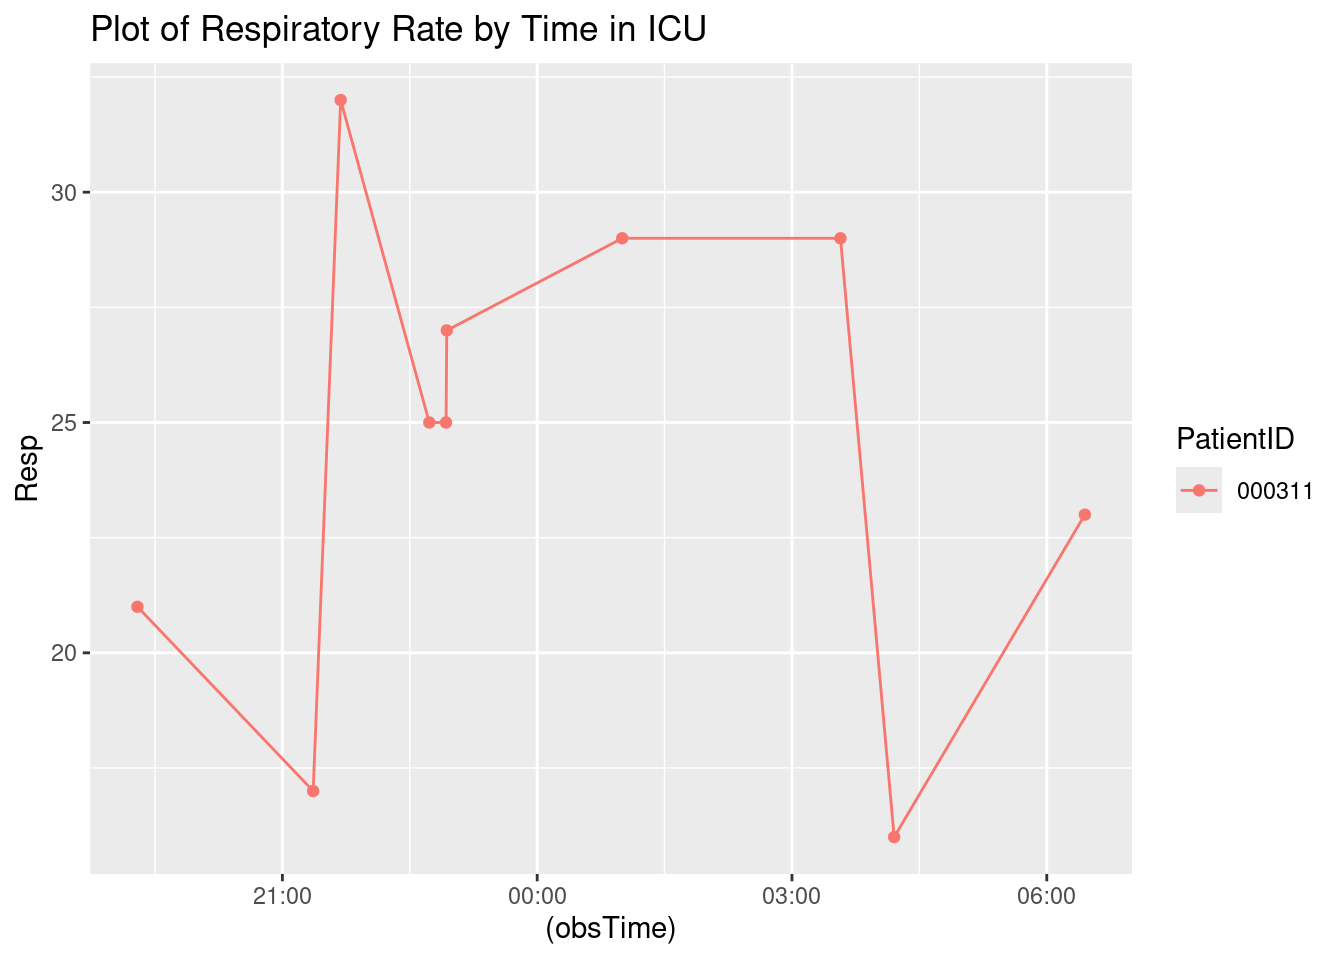 Plot of Respiratory Rate by Time in ICU
30
25
20
Resp
21:00
00:00
03:00
06:00
(obsTime)
PatientID
000311